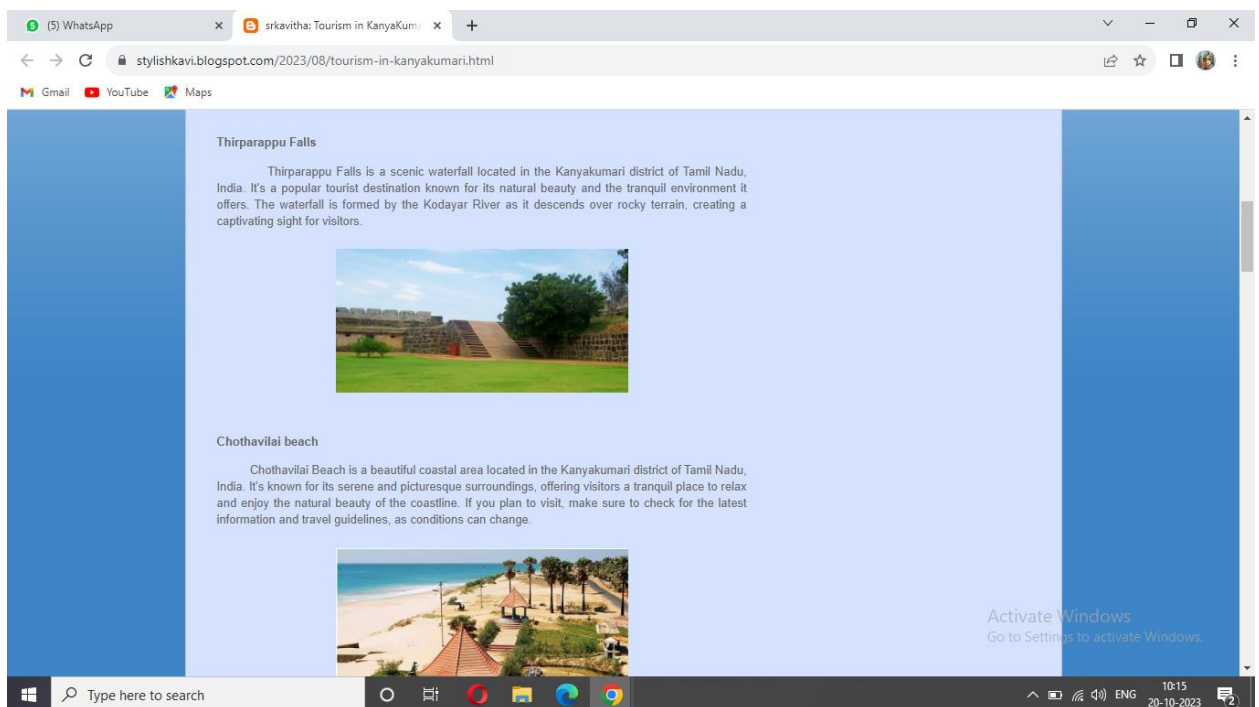 (5) WhatsApp
srkavitha: Tourism in KanyaKuma
stylishkavi.blogspot.com/2023/08/tourism-in-kanyakumari.html
Gmail YouTube Maps
Thirparappu Falls
Thirparappu Falls is a scenic waterfall located in the Kanyakumari district of Tamil Nadu,
India. It's a popular tourist destination known for its natural beauty and the tranquil environment it
offers. The waterfall is formed by the Kodayar River as it descends over rocky terrain, creating a
captivating sight for visitors.
Chothavilai beach
Chothavilai Beach is a beautiful coastal area located in the Kanyakumari district of Tamil Nadu,
India. It's known for its serene and picturesque surroundings, offering visitors a tranquil place to relax
and enjoy the natural beauty of the coastline. If you plan to visit, make sure to check for the latest
information and travel guidelines, as conditions can change.
Activate Windows
Go to Settings to activate Windows.
Type here to search
ENG
10:15
20-10-2023
2